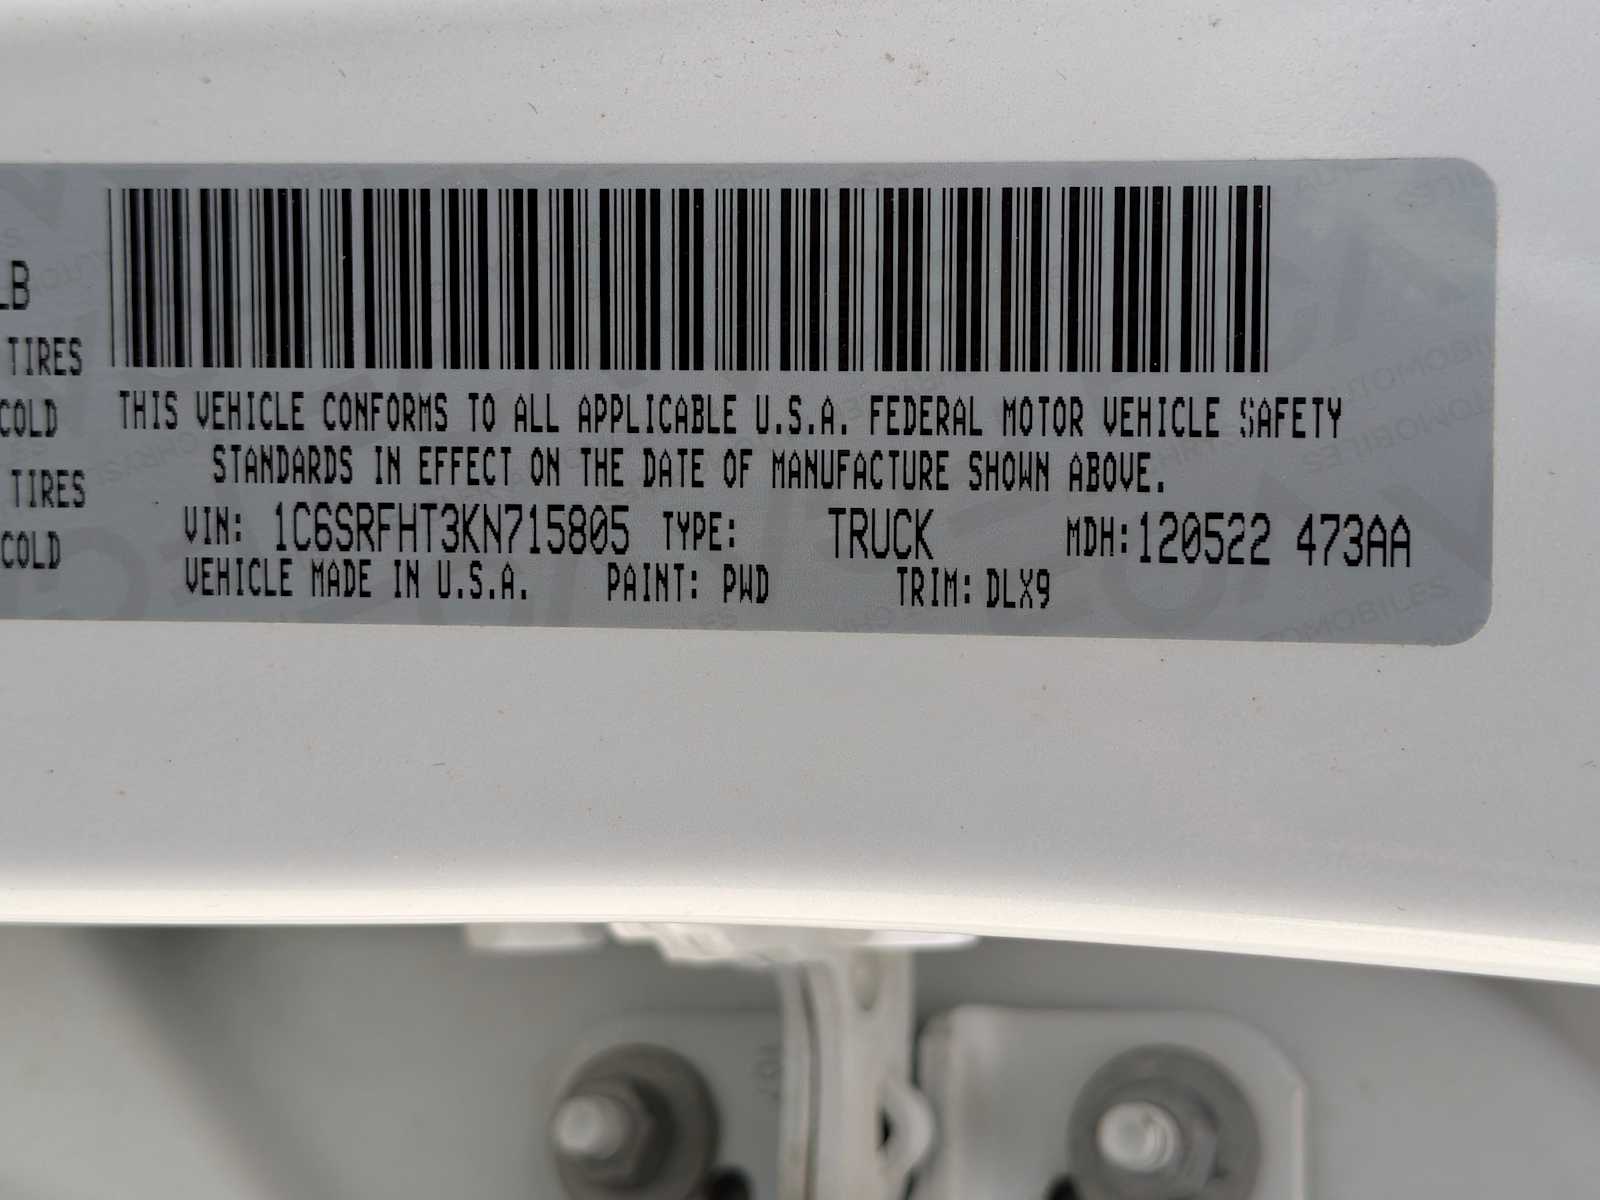 LB
TIRES
COLD
TIRES
COLD
THIS VEHICLE CONFORMS TO ALL APPLICABLE U.S.A. FEDERAL MOTOR VEHICLE SAFETY
STANDARDS IN EFFECT ON THE DATE OF MANUFACTURE SHOWN ABOVE.
VIN: 1C6SRFHT3KN715805 TYPE: TRUCK MDH: 120522 473AA
VEHICLE MADE IN U.S.A. PAINT: PWD TRIM: DLX9